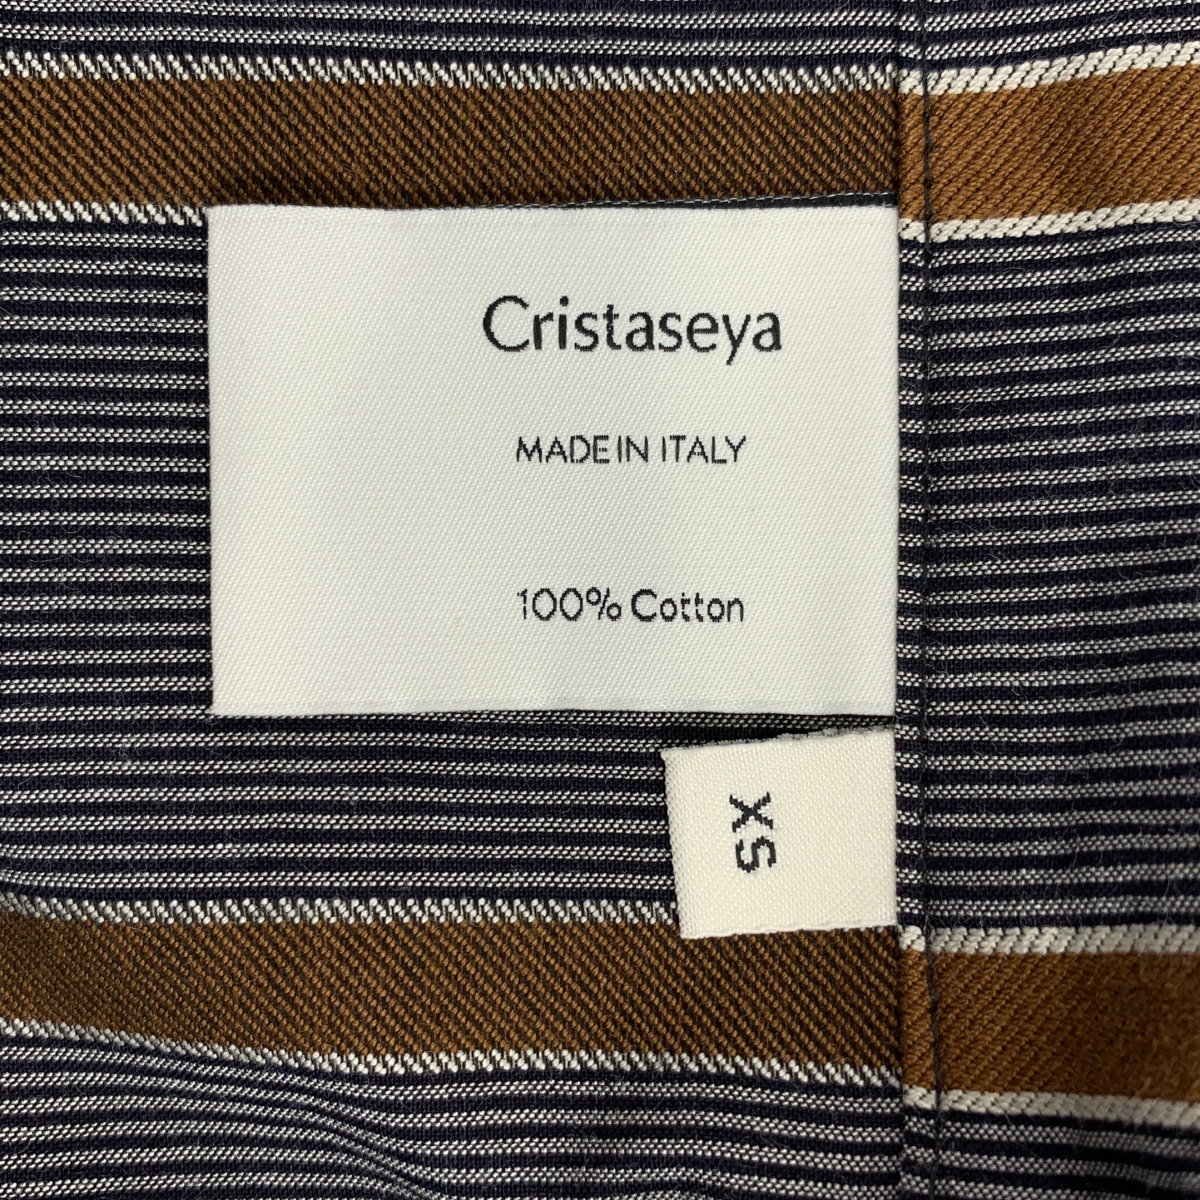 Cristaseya
MADE IN ITALY
100% Cotton
XS